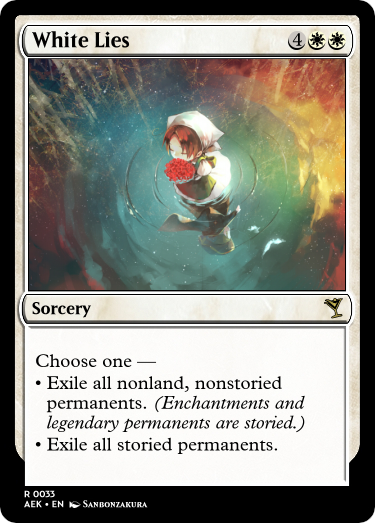 White Lies 4
Sorcery
Choose one —
• Exile all nonland, nonstoried
permanents. (Enchantments and
legendary permanents are storied.)
• Exile all storied permanents.
R 0033
AEK • EN SANBONZAKURA